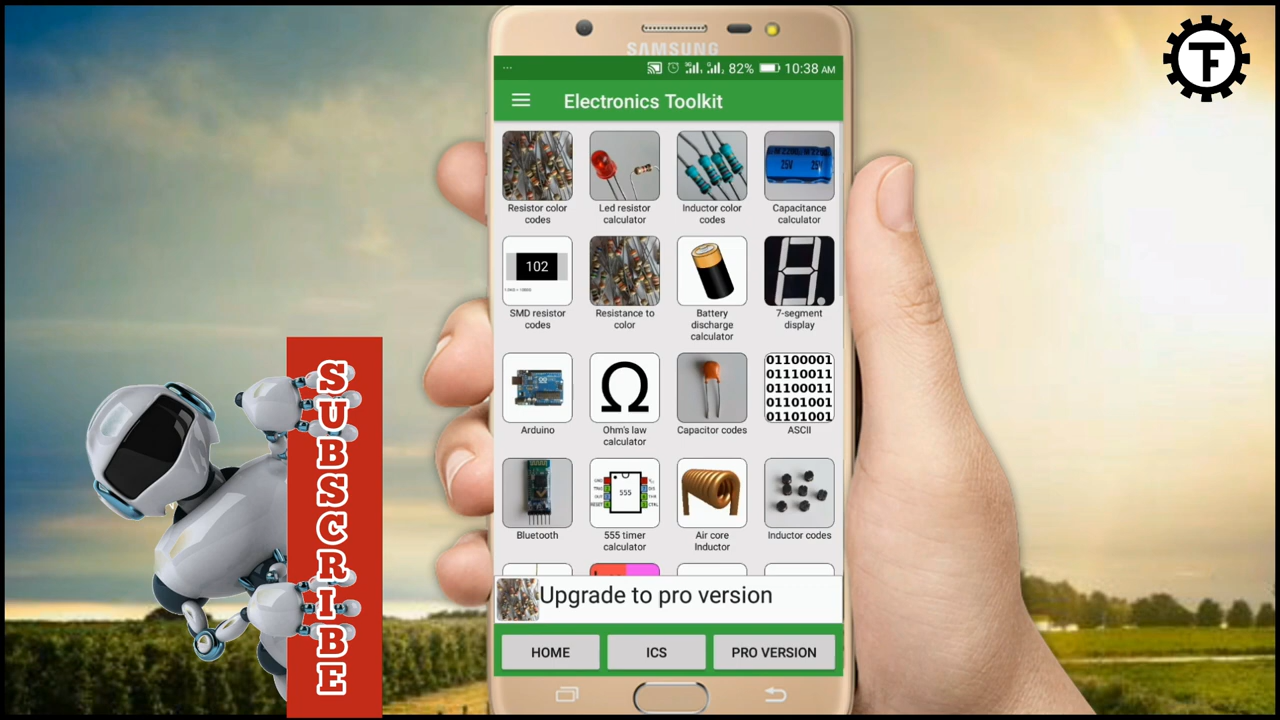 SAMSUNG
82% 10:38 AM
Electronics Toolkit
Resistor color
codes
Led resistor
calculator
Inductor color
codes
Capacitance
calculator
25V
102
SMD resistor
codes
Resistance to
color
Battery
discharge
calculator
7-segment
display
Arduino
Ω
Ohm's law
calculator
Capacitor codes
01100001
01110011
01100011
01101001
01101001
ASCII
Bluetooth
555
555 timer
calculator
Air core
Inductor
Inductor codes
Upgrade to pro version
HOME
ICS
PRO VERSION
SUBSCRIBE
TF